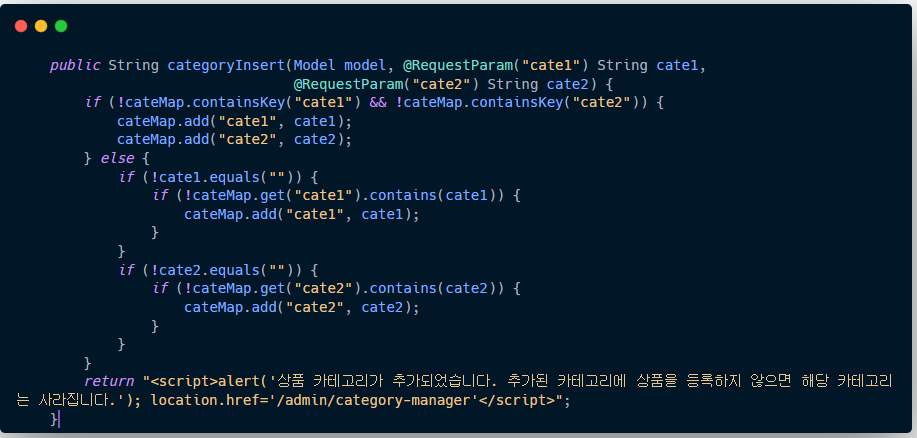 public String categoryInsert(Model model, @RequestParam("cate1") String cate1,
@RequestParam("cate2") String cate2) {
if (!cateMap.containsKey("cate1") && !cateMap.containsKey("cate2")) {
cateMap.add("cate1", cate1);
cateMap.add("cate2", cate2);
} else {
if (!cate1.equals("")) {
if (!cateMap.get("cate1").contains(cate1)) {
cateMap.add("cate1", cate1);
}
}
if (!cate2.equals("")) {
if (!cateMap.get("cate2").contains(cate2)) {
cateMap.add("cate2", cate2);
}
}
}
return "<script>alert('상품 카테고리가 추가되었습니다. 추가된 카테고리에 상품을 등록하지 않으면 해당 카테고리
는 사라집니다.'); location.href='/admin/category-manager'</script>";
}